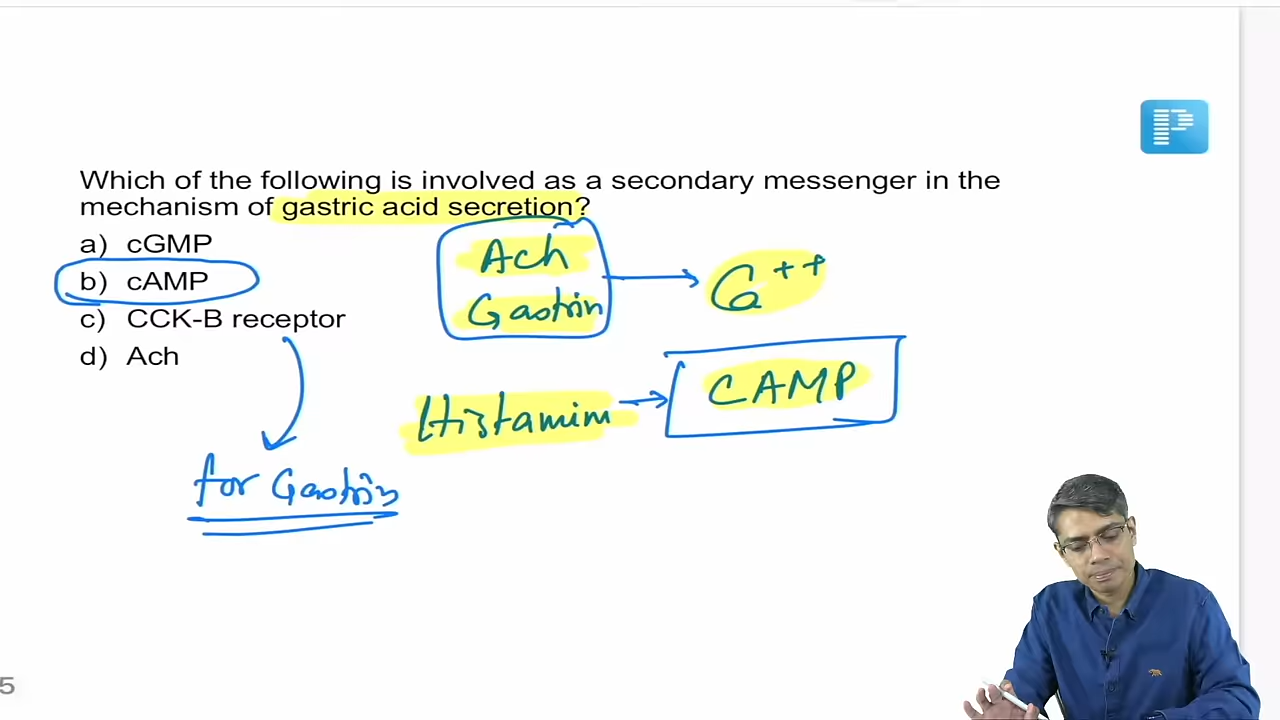 Which of the following is involved as a secondary messenger in the
mechanism of gastric acid secretion?
a) cGMP
b) cAMP
c) CCK-B receptor
d) Ach
Ach
Gastrin
Ca++
Histamim
CAMP
for Gastrin
P
5